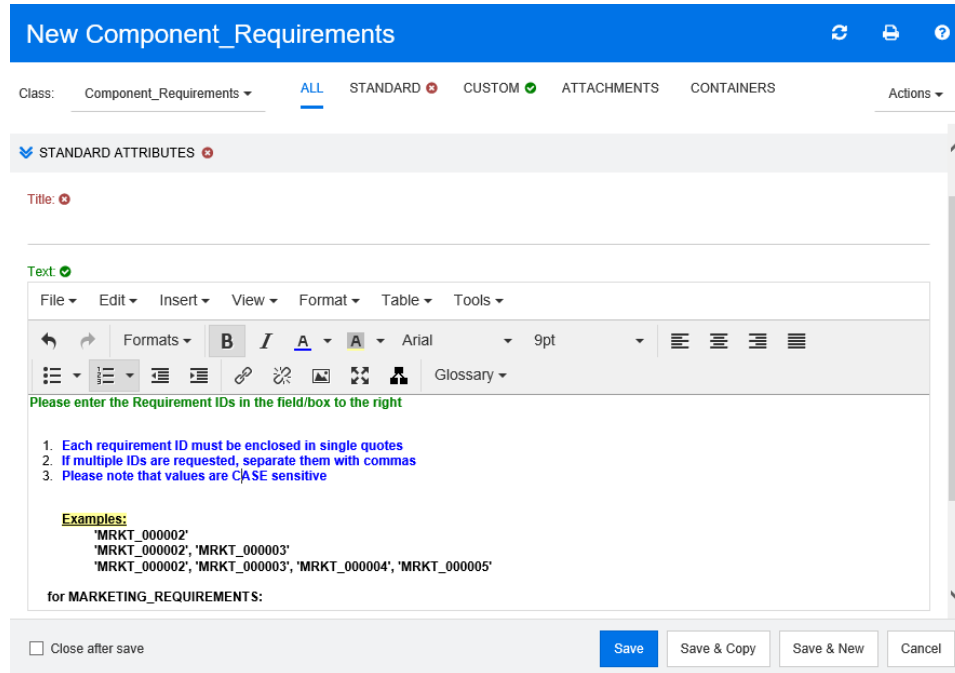 New Component_Requirements
Class: Component_Requirements ALL STANDARD CUSTOM ATTACHMENTS CONTAINERS Actions
STANDARD ATTRIBUTES
Title:
Text:
File Edit Insert View Format Table Tools
Formats B I A A Arial 9pt
Glossary
Please enter the Requirement IDs in the field/box to the right
1. Each requirement ID must be enclosed in single quotes
2. If multiple IDs are requested, separate them with commas
3. Please note that values are CASE sensitive
Examples:
'MRKT_000002'
'MRKT_000002', 'MRKT_000003'
'MRKT_000002', 'MRKT_000003', 'MRKT_000004', 'MRKT_000005'
for MARKETING_REQUIREMENTS:
Close after save Save Save & Copy Save & New Cancel